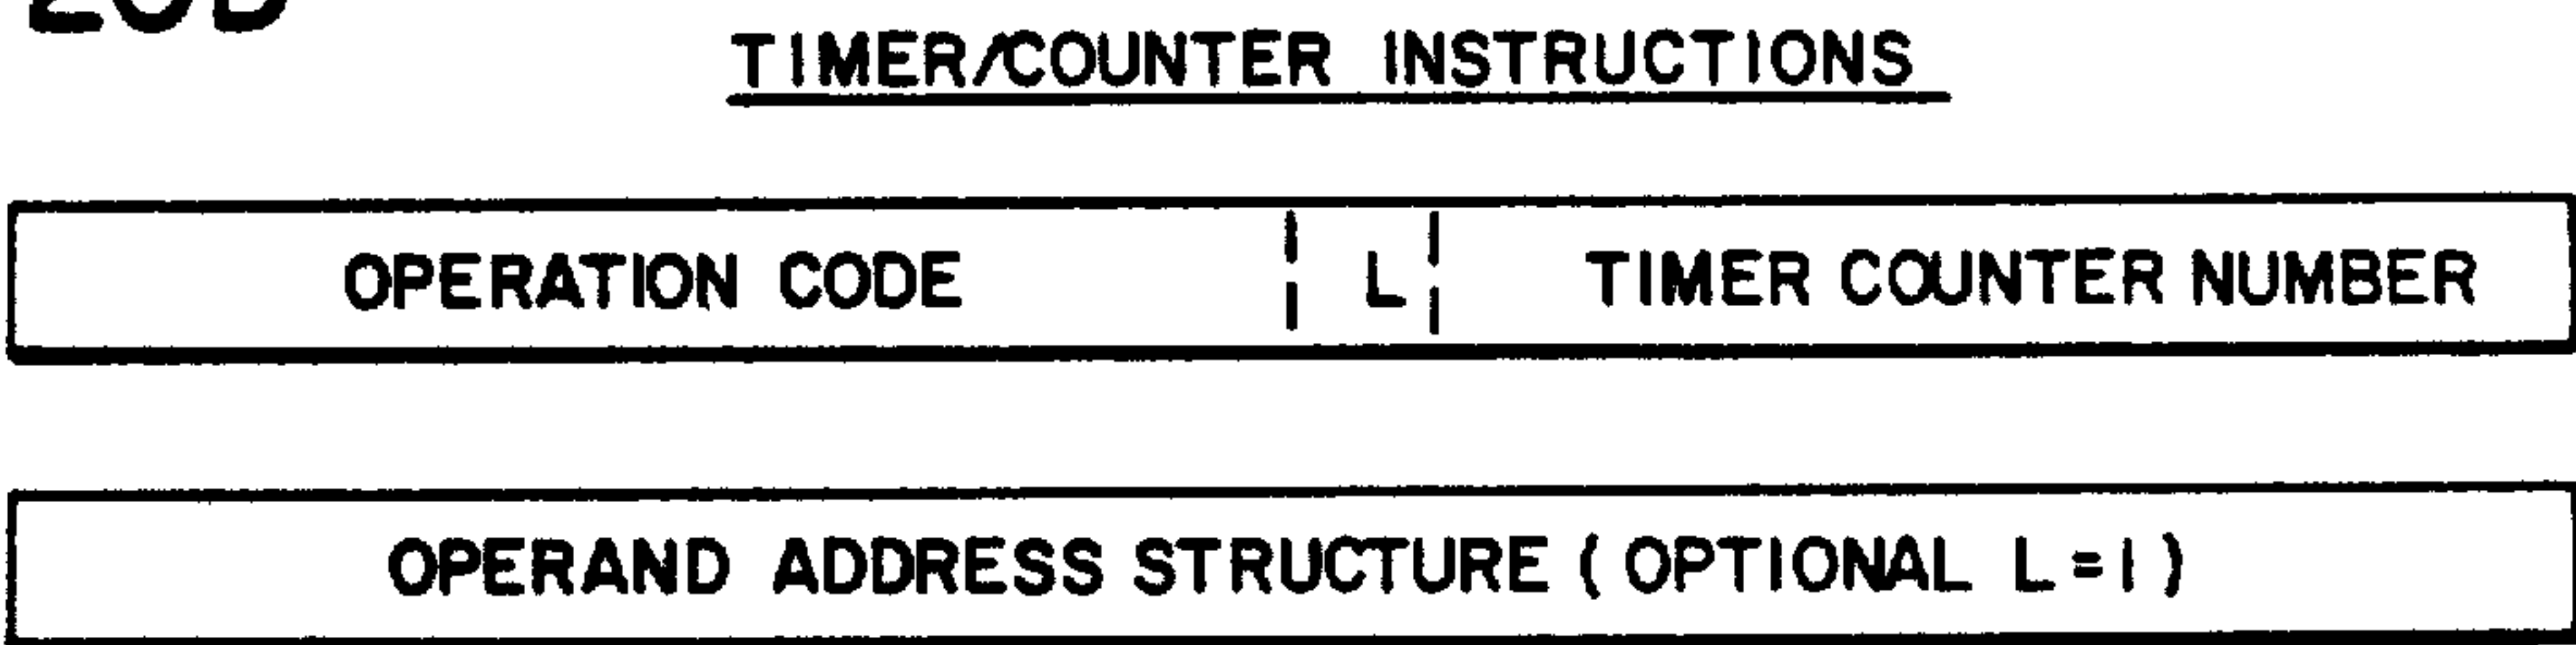 TIMER/COUNTER INSTRUCTIONS
OPERATION CODE L TIMER COUNTER NUMBER
OPERAND ADDRESS STRUCTURE (OPTIONAL L=1)